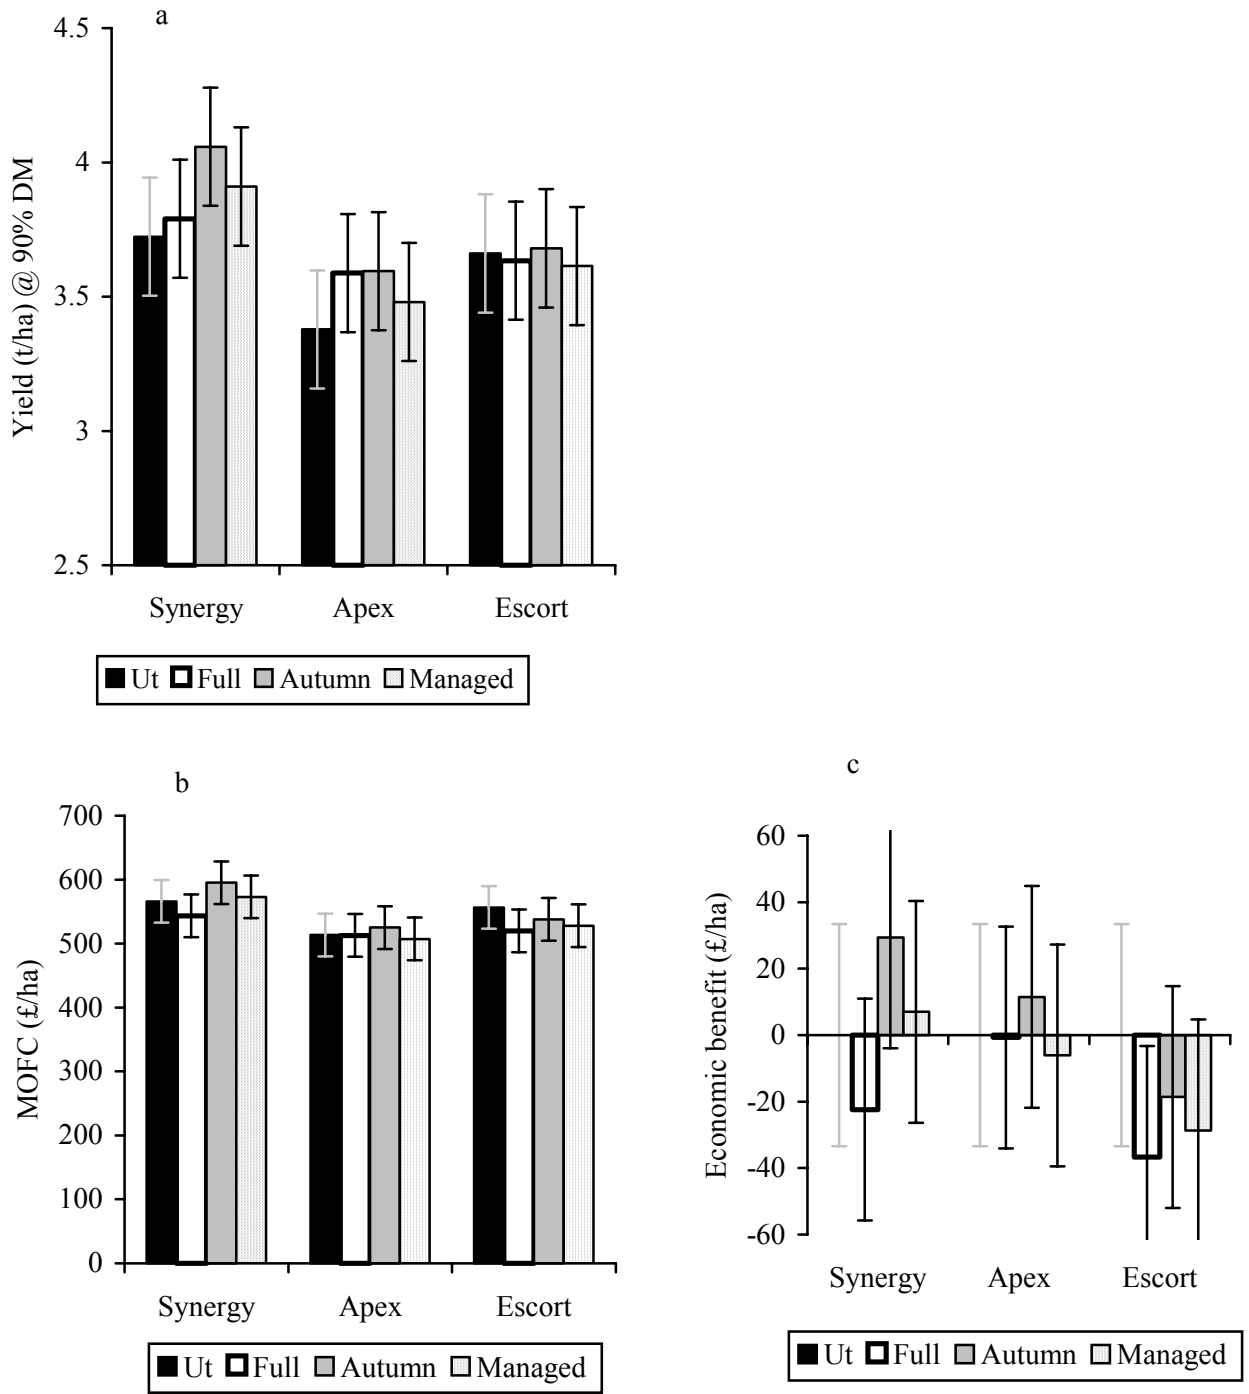 a
Yield (t/ha) @ 90% DM
4.5
4
3.5
3
2.5
Synergy Apex Escort
Ut Full Autumn Managed
b
MOFC (£/ha)
700
600
500
400
300
200
100
0
Synergy Apex Escort
Ut Full Autumn Managed
c
Economic benefit (£/ha)
60
40
20
0
-20
-40
-60
Synergy Apex Escort
Ut Full Autumn Managed